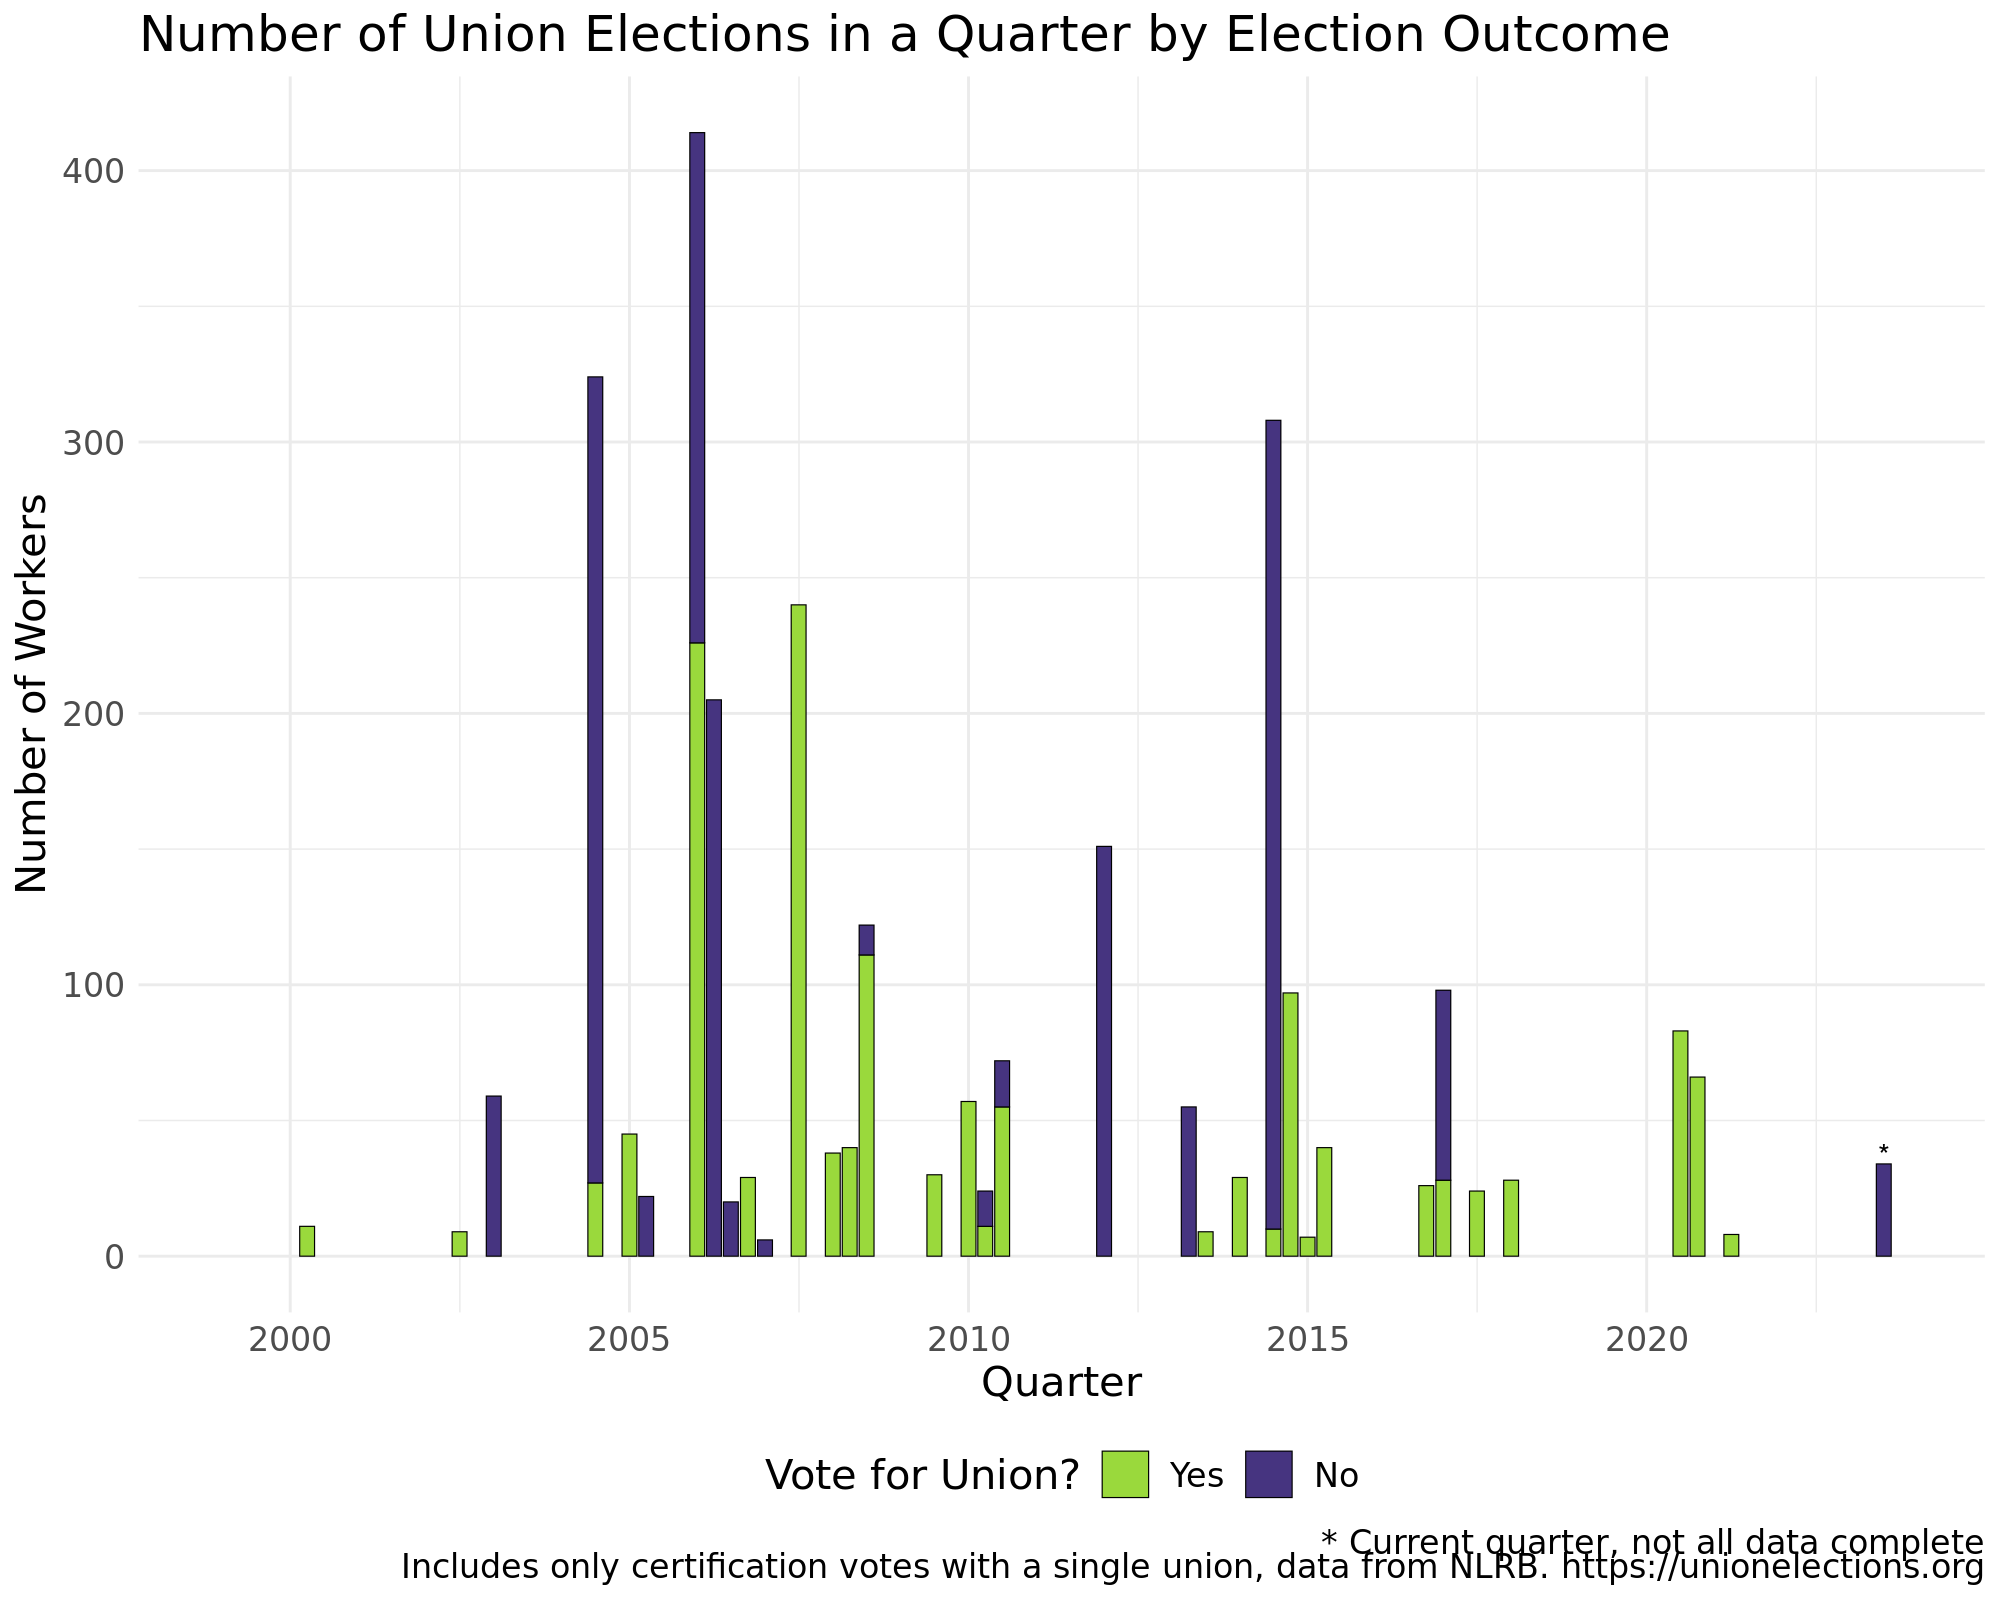 Number of Union Elections in a Quarter by Election Outcome
Number of Workers
400
300
200
100
0
*
2000 2005 2010 2015 2020
Quarter
Vote for Union? Yes No
* Current quarter, not all data complete
Includes only certification votes with a single union, data from NLRB. https://unionelections.org